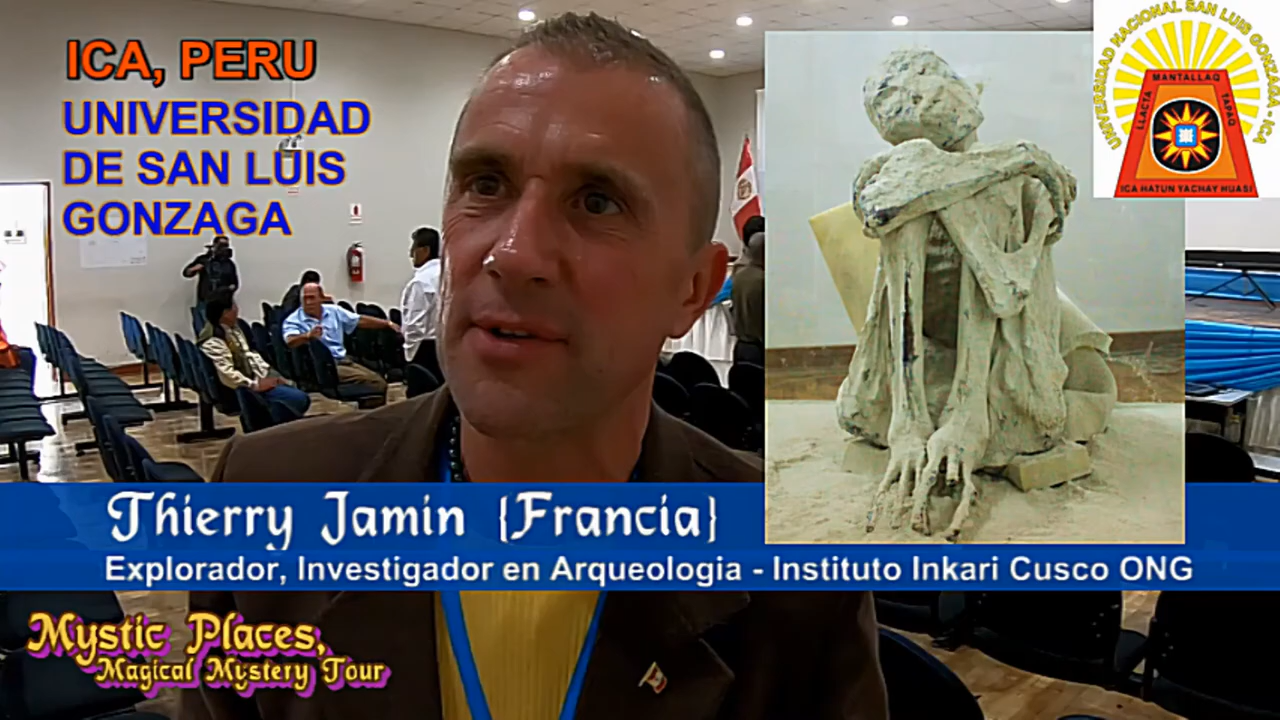 ICA, PERU
UNIVERSIDAD
DE SAN LUIS
GONZAGA
UNIVERSIDAD NACIONAL SAN LUIS GONZAGA - ICA
MANTALLAQ
LLACTA
TAPAQ
ICA HATUN YACHAY HUASI
Thierry Jamin {Francia}
Explorador, Investigador en Arqueologia - Instituto Inkari Cusco ONG
Mystic Places,
Magical Mystery Tour